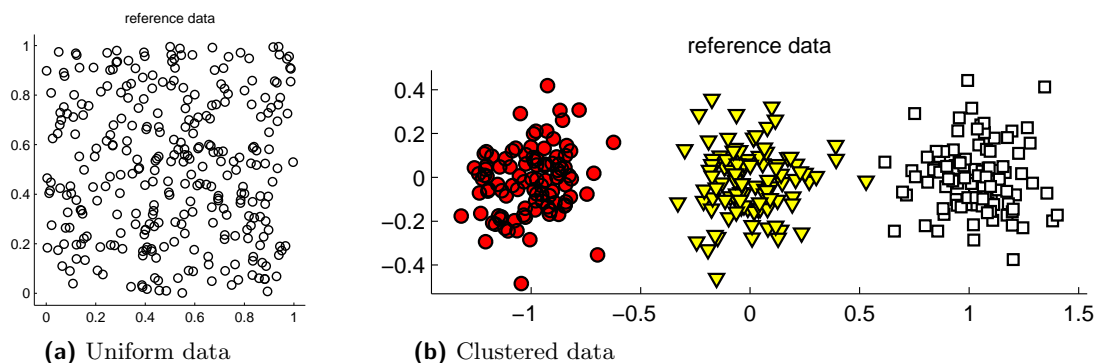 reference data
1
0.8
0.6
0.4
0.2
0
0 0.2 0.4 0.6 0.8 1
(a) Uniform data
reference data
0.4
0.2
0
−0.2
−0.4
−1 −0.5 0 0.5 1 1.5
(b) Clustered data